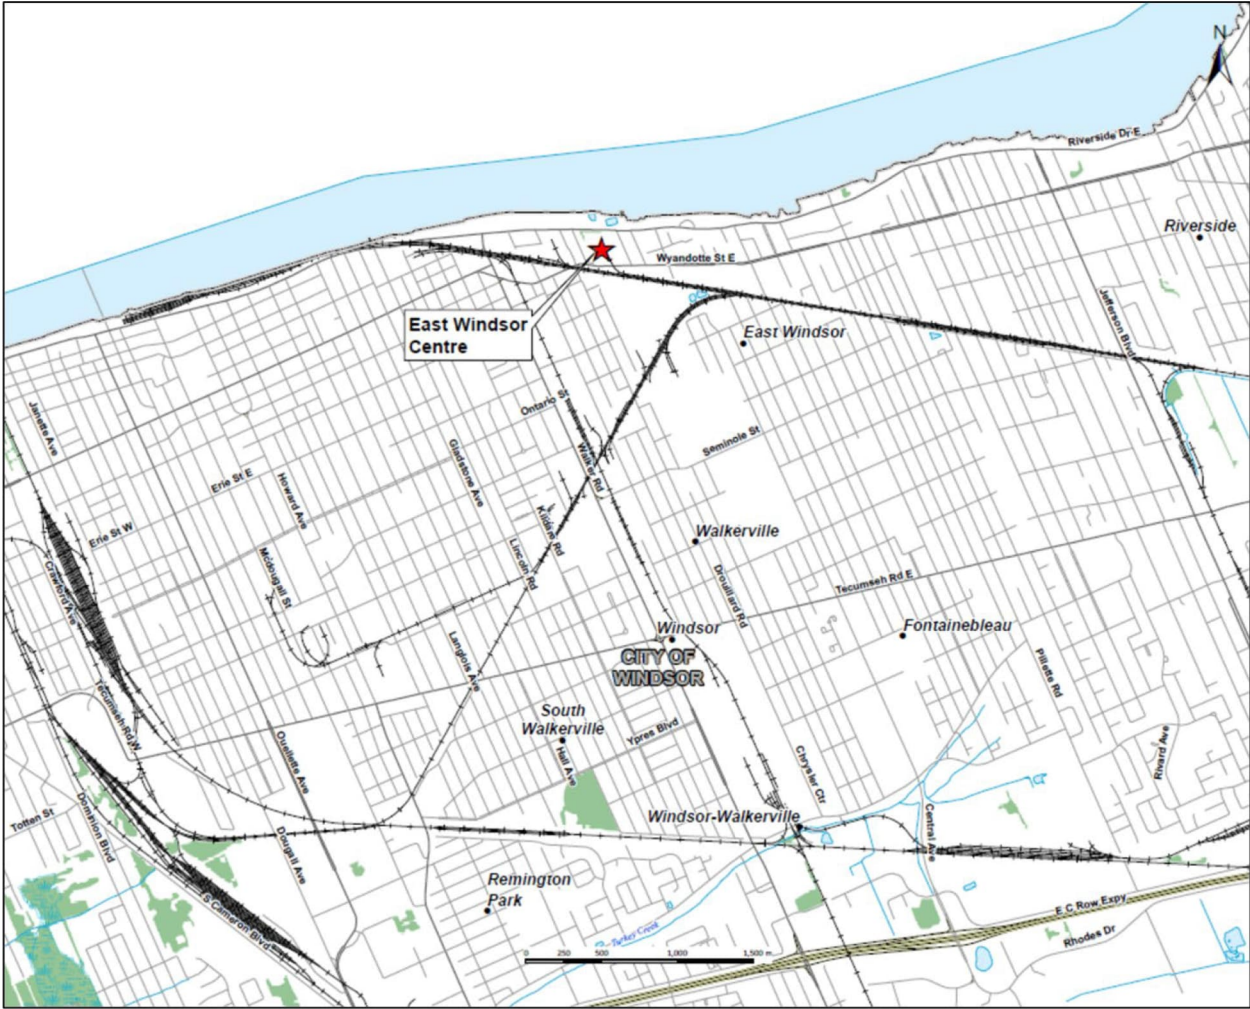 N
Riverside Dr E
Riverside
Wyandotte St E
Jefferson Blvd
East Windsor
Centre
East Windsor
Janette Ave
Ontario St
Seminole St
Gladstone Ave
Walker Rd
Erie St E
Howard Ave
Erie St W
Kildare Rd
Walkerville
Lincoln Rd
Mcdougall St
Crawford Ave
Drouillard Rd
Tecumseh Rd E
Windsor
Fontainebleau
CITY OF
WINDSOR
Langlois Ave
Pillette Rd
Tecumseh Rd W
South
Walkerville
Ypres Blvd
Ouellette Ave
Hall Ave
Chrysler Ctr
Rivard Ave
Totten St
Dominion Blvd
Windsor-Walkerville
Central Ave
Dougall Ave
Remington
Park
S Cameron Blvd
E C Row Expy
Turkey Creek
Rhodes Dr
0 250 500 1,000 1,500 m